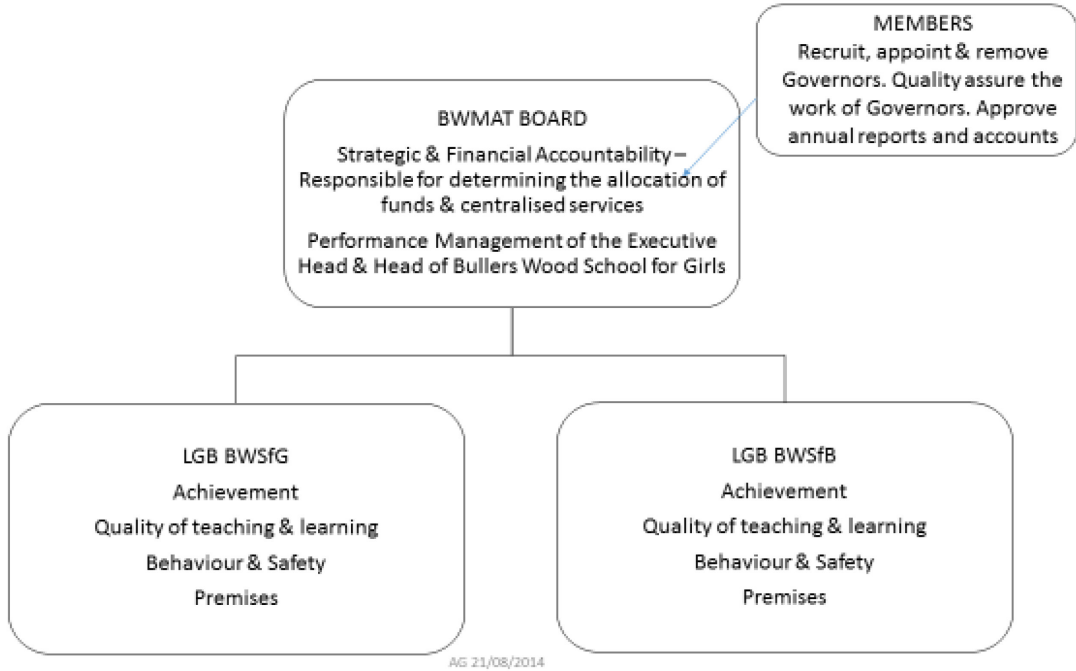 MEMBERS
Recruit, appoint & remove
Governors. Quality assure the
work of Governors. Approve
annual reports and accounts
BWMAT BOARD
Strategic & Financial Accountability –
Responsible for determining the allocation of
funds & centralised services
Performance Management of the Executive
Head & Head of Bullers Wood School for Girls
LGB BWSfG
Achievement
Quality of teaching & learning
Behaviour & Safety
Premises
LGB BWSfB
Achievement
Quality of teaching & learning
Behaviour & Safety
Premises
AG 21/08/2014